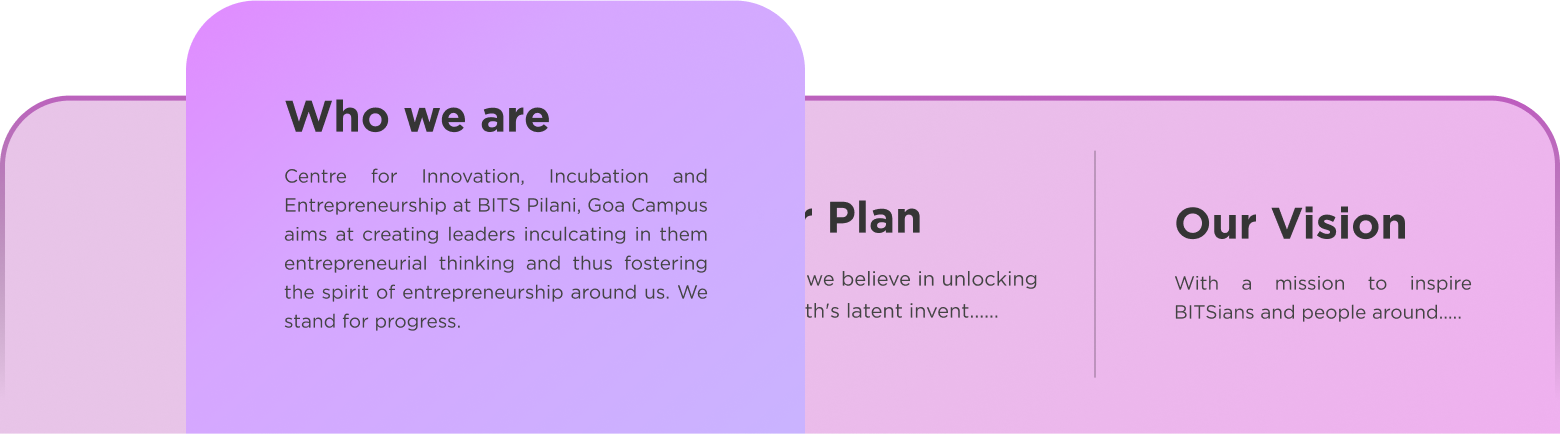 Who we are
Centre for Innovation, Incubation and
Entrepreneurship at BITS Pilani, Goa Campus
aims at creating leaders inculcating in them
entrepreneurial thinking and thus fostering
the spirit of entrepreneurship around us. We
stand for progress.
Plan
we believe in unlocking
th's latent invent......
Our Vision
With a mission to inspire
BITSians and people around.....